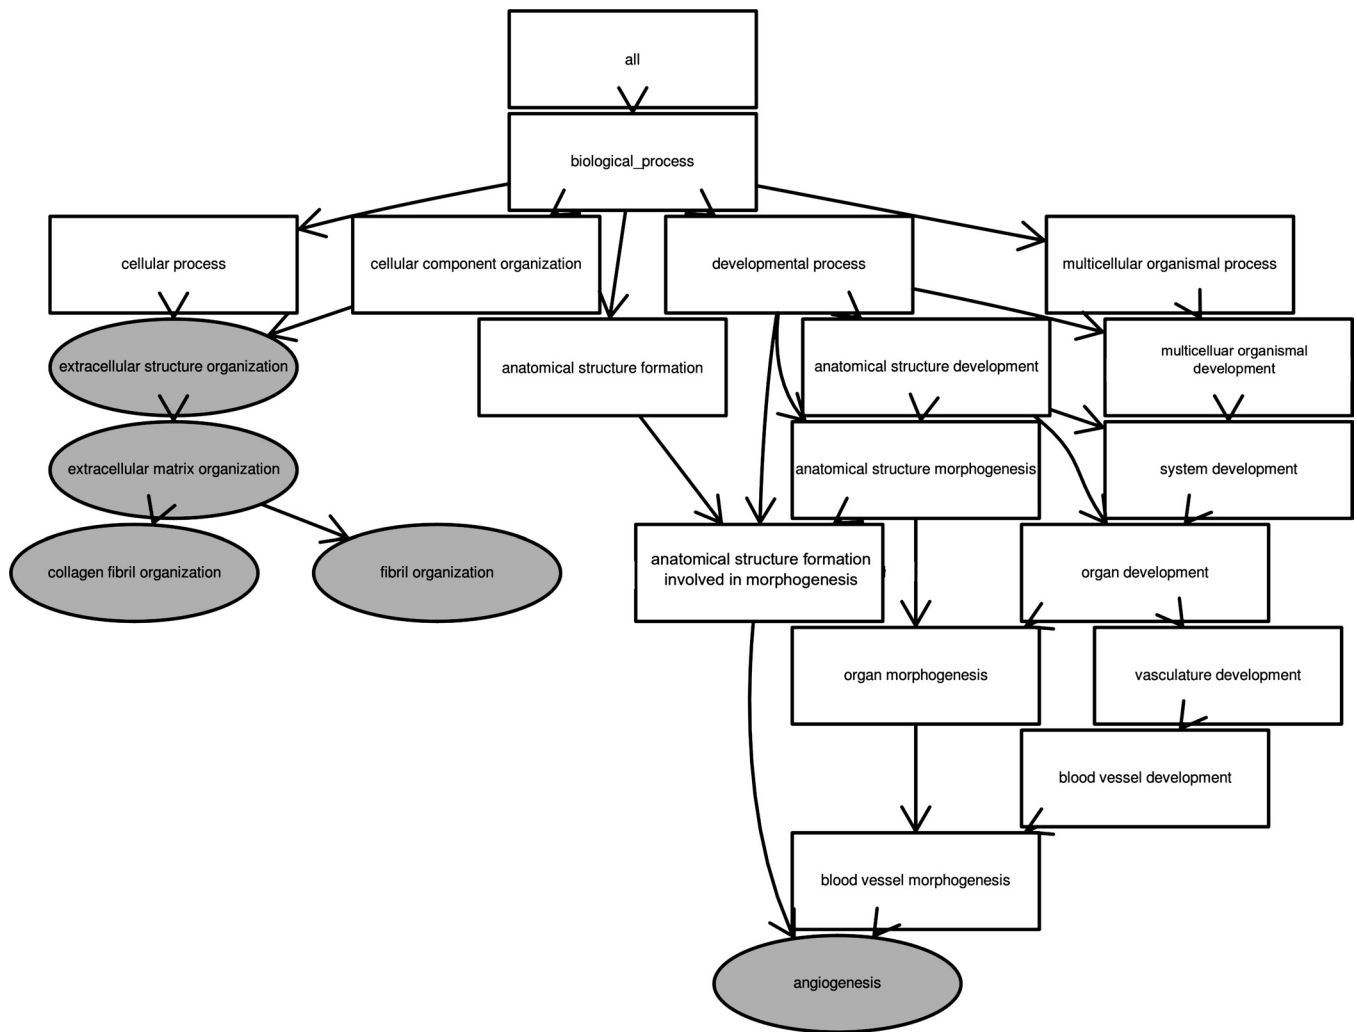 all
biological_process
cellular process
cellular component organization
developmental process
multicellular organismal process
extracellular structure organization
anatomical structure formation
anatomical structure development
multicelluar organismal
development
extracellular matrix organization
anatomical structure morphogenesis
system development
collagen fibril organization
fibril organization
anatomical structure formation
involved in morphogenesis
organ development
organ morphogenesis
vasculature development
blood vessel development
blood vessel morphogenesis
angiogenesis